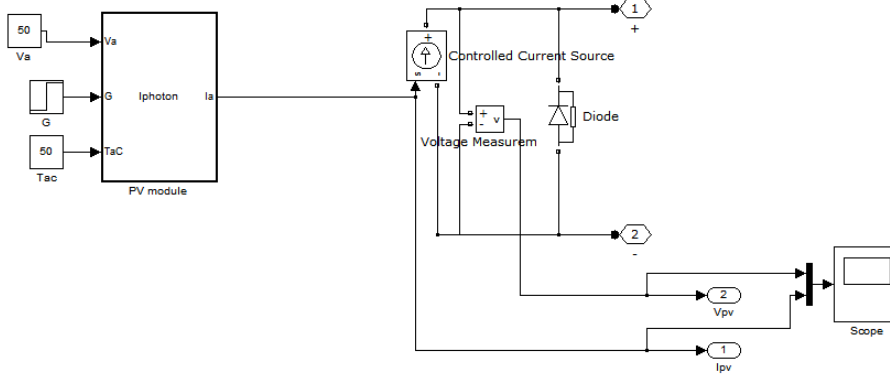 1
+
50
Va
Va
+
Controlled Current Source
G
Iphoton
Ia
G
+
-
v
Diode
50
TaC
Voltage Measurem
Tac
PV module
2
-
2
Vpv
Scope
1
Ipv